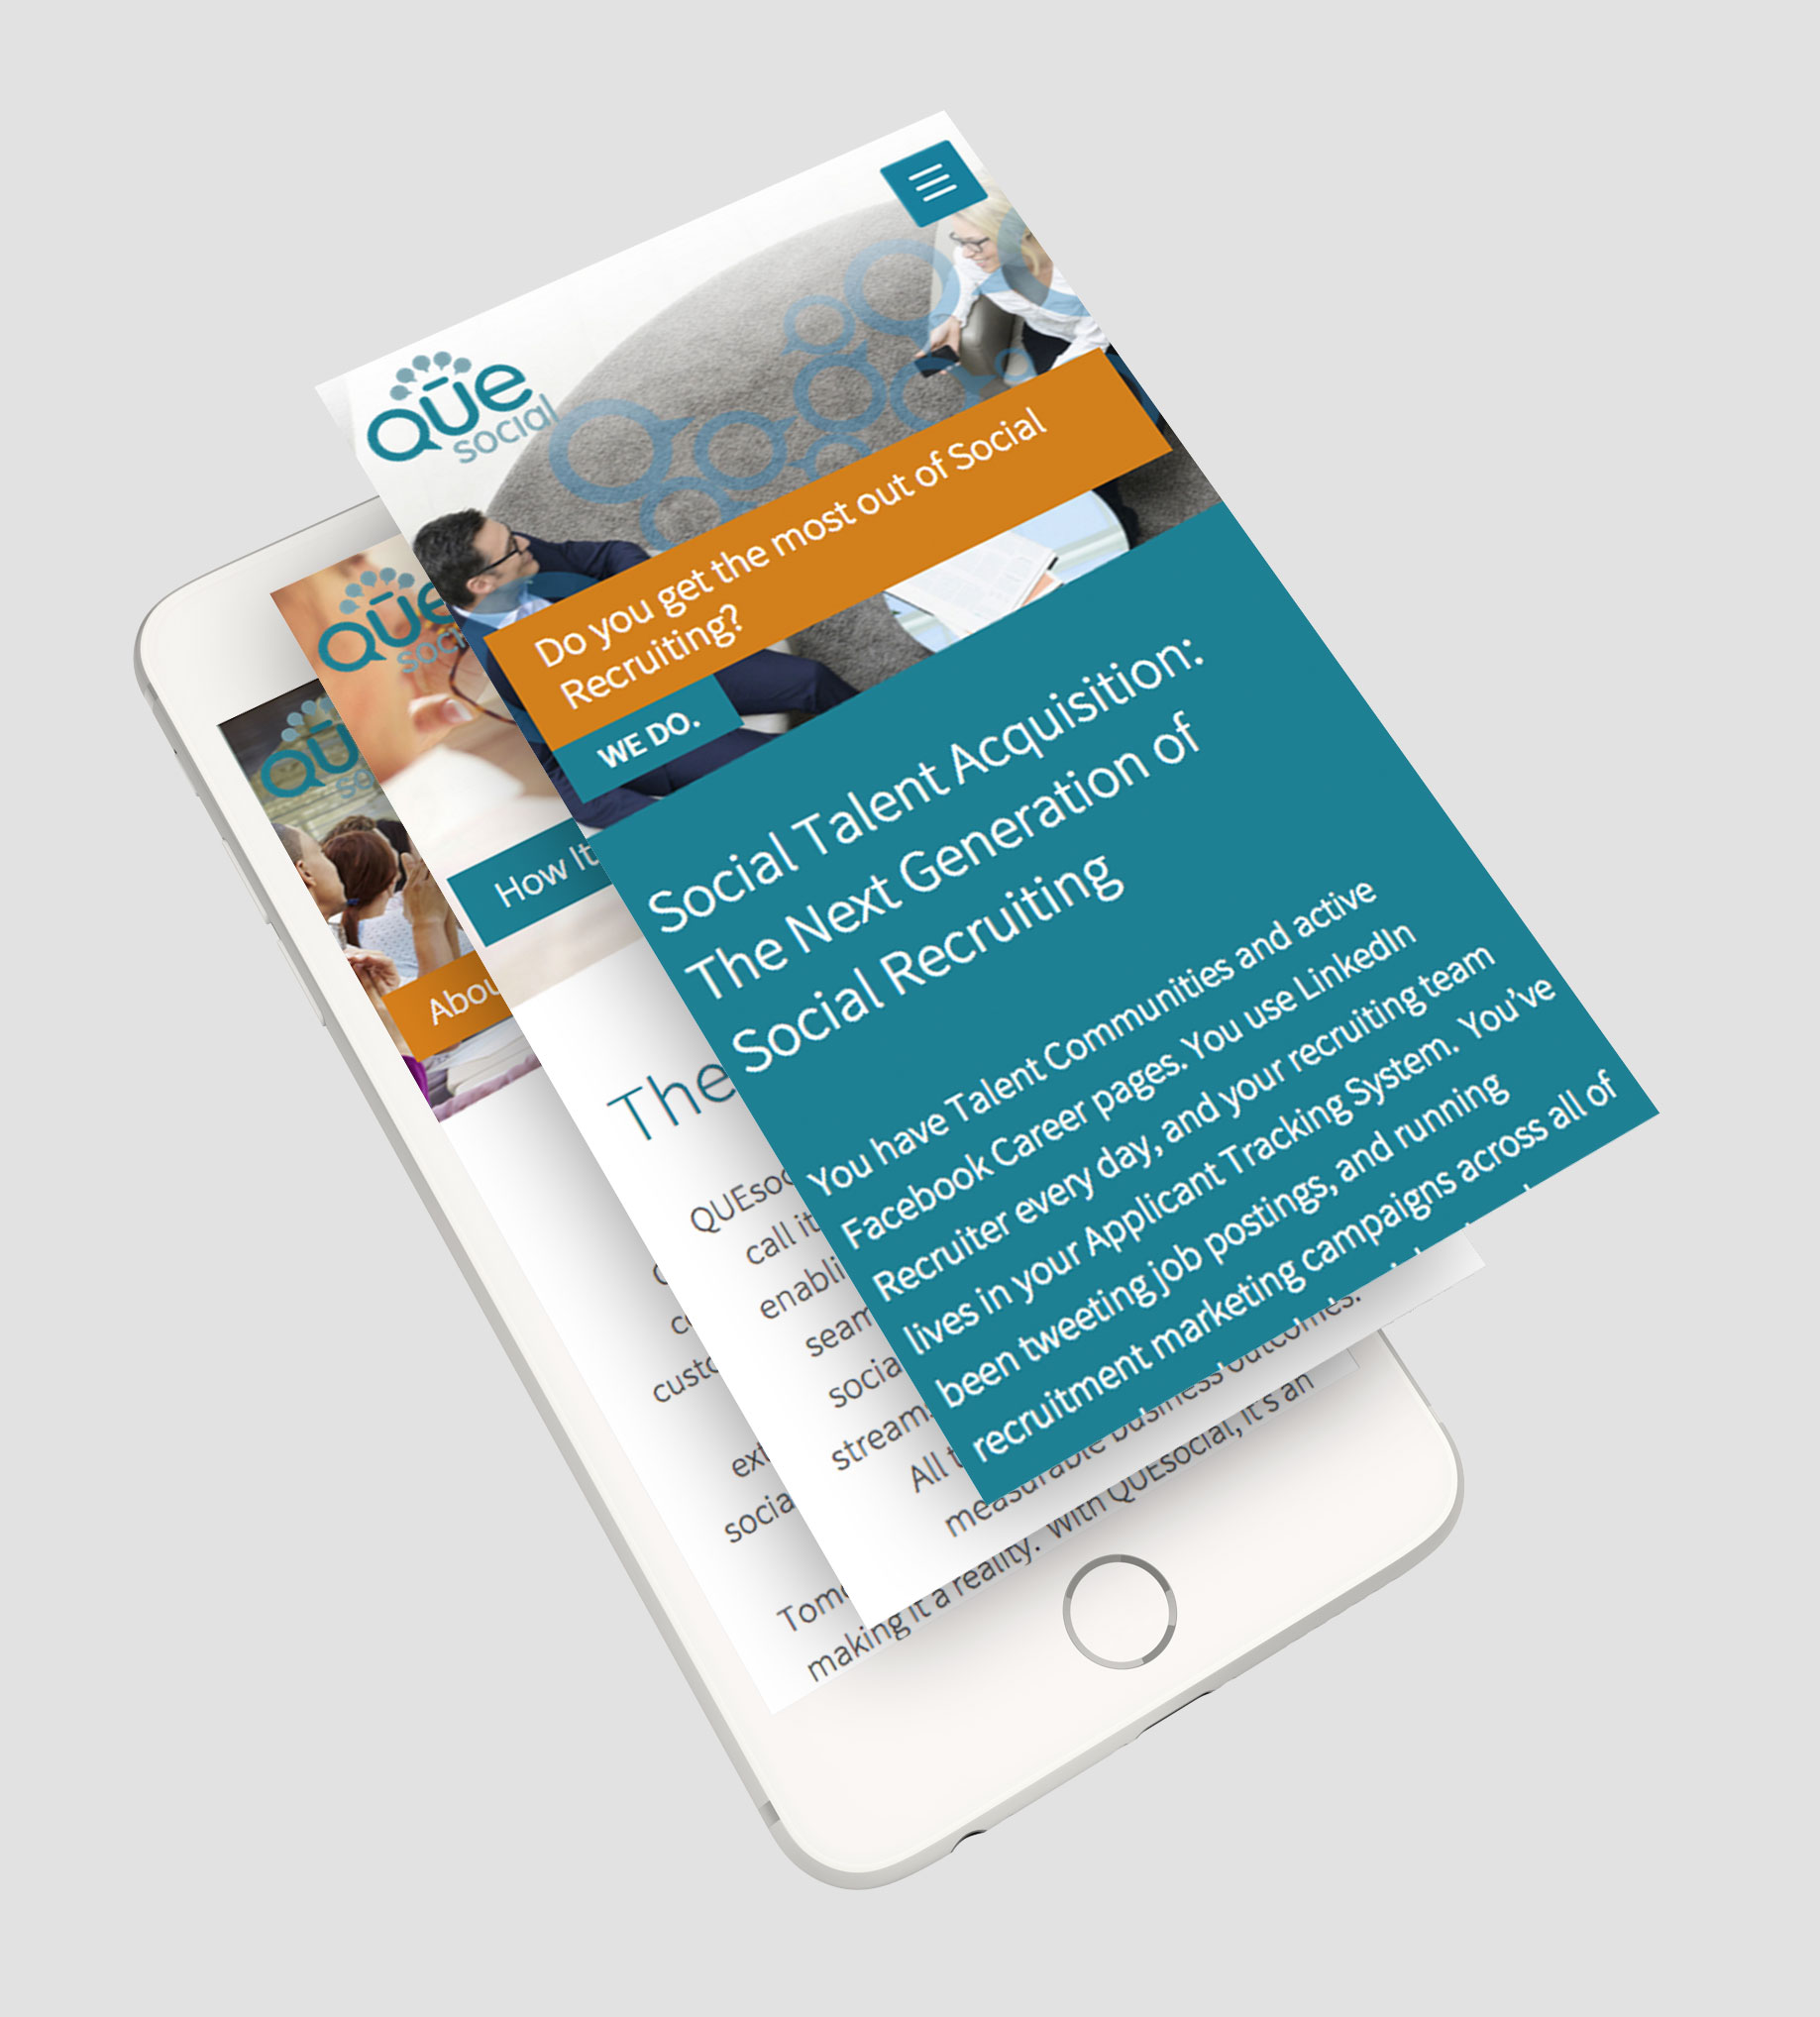 QUE
social
Do you get the most out of Social
Recruiting?
WE DO.
Social Talent Acquisition:
The Next Generation of
Social Recruiting
You have Talent Communities and active
Facebook Career pages. You use LinkedIn
Recruiter every day, and your recruiting team
lives in your Applicant Tracking System. You've
been tweeting job postings, and running
recruitment marketing campaigns across all of
QUE
How It
The
QUEsoc
call it
enabli
seam
socia
stream
All
measurable business outcomes.
QU
Abou
custo
ext
socia
Tom
making it a reality. With QUEsocial, it's an